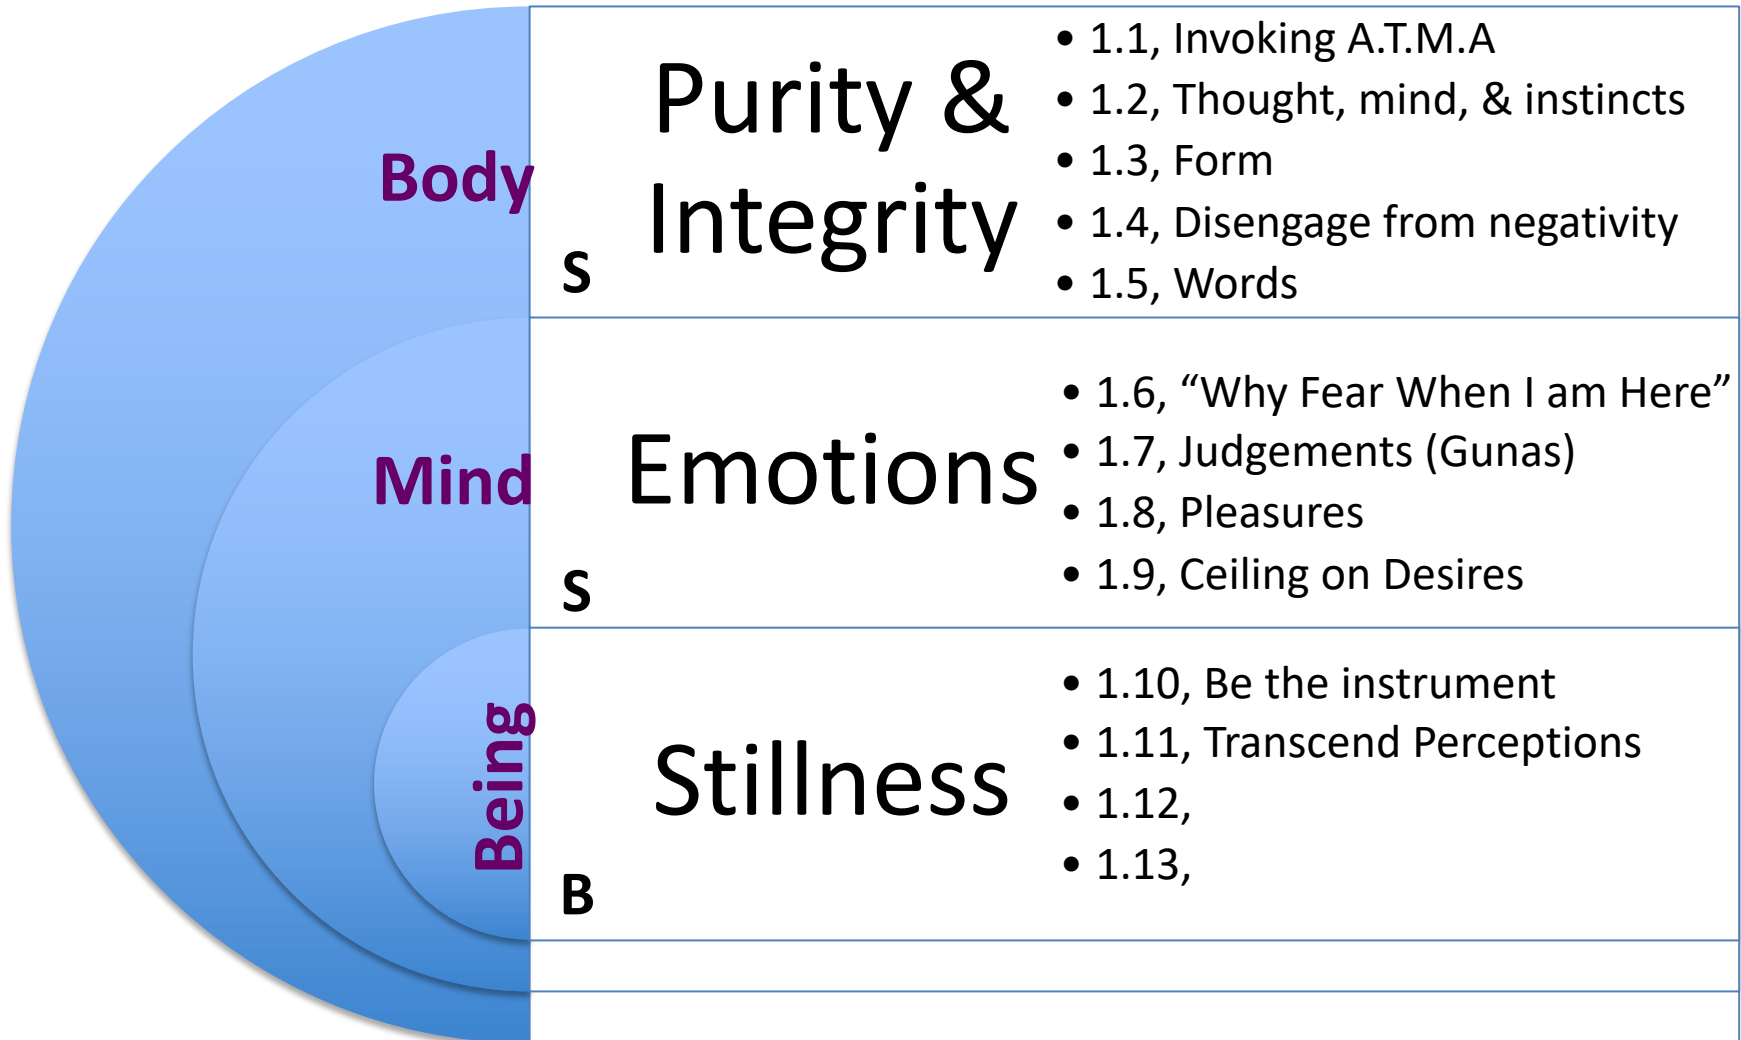 Body
S
Purity &
Integrity
• 1.1, Invoking A.T.M.A
• 1.2, Thought, mind, & instincts
• 1.3, Form
• 1.4, Disengage from negativity
• 1.5, Words
Mind
S
Emotions
• 1.6, “Why Fear When I am Here”
• 1.7, Judgements (Gunas)
• 1.8, Pleasures
• 1.9, Ceiling on Desires
Being
B
Stillness
• 1.10, Be the instrument
• 1.11, Transcend Perceptions
• 1.12,
• 1.13,